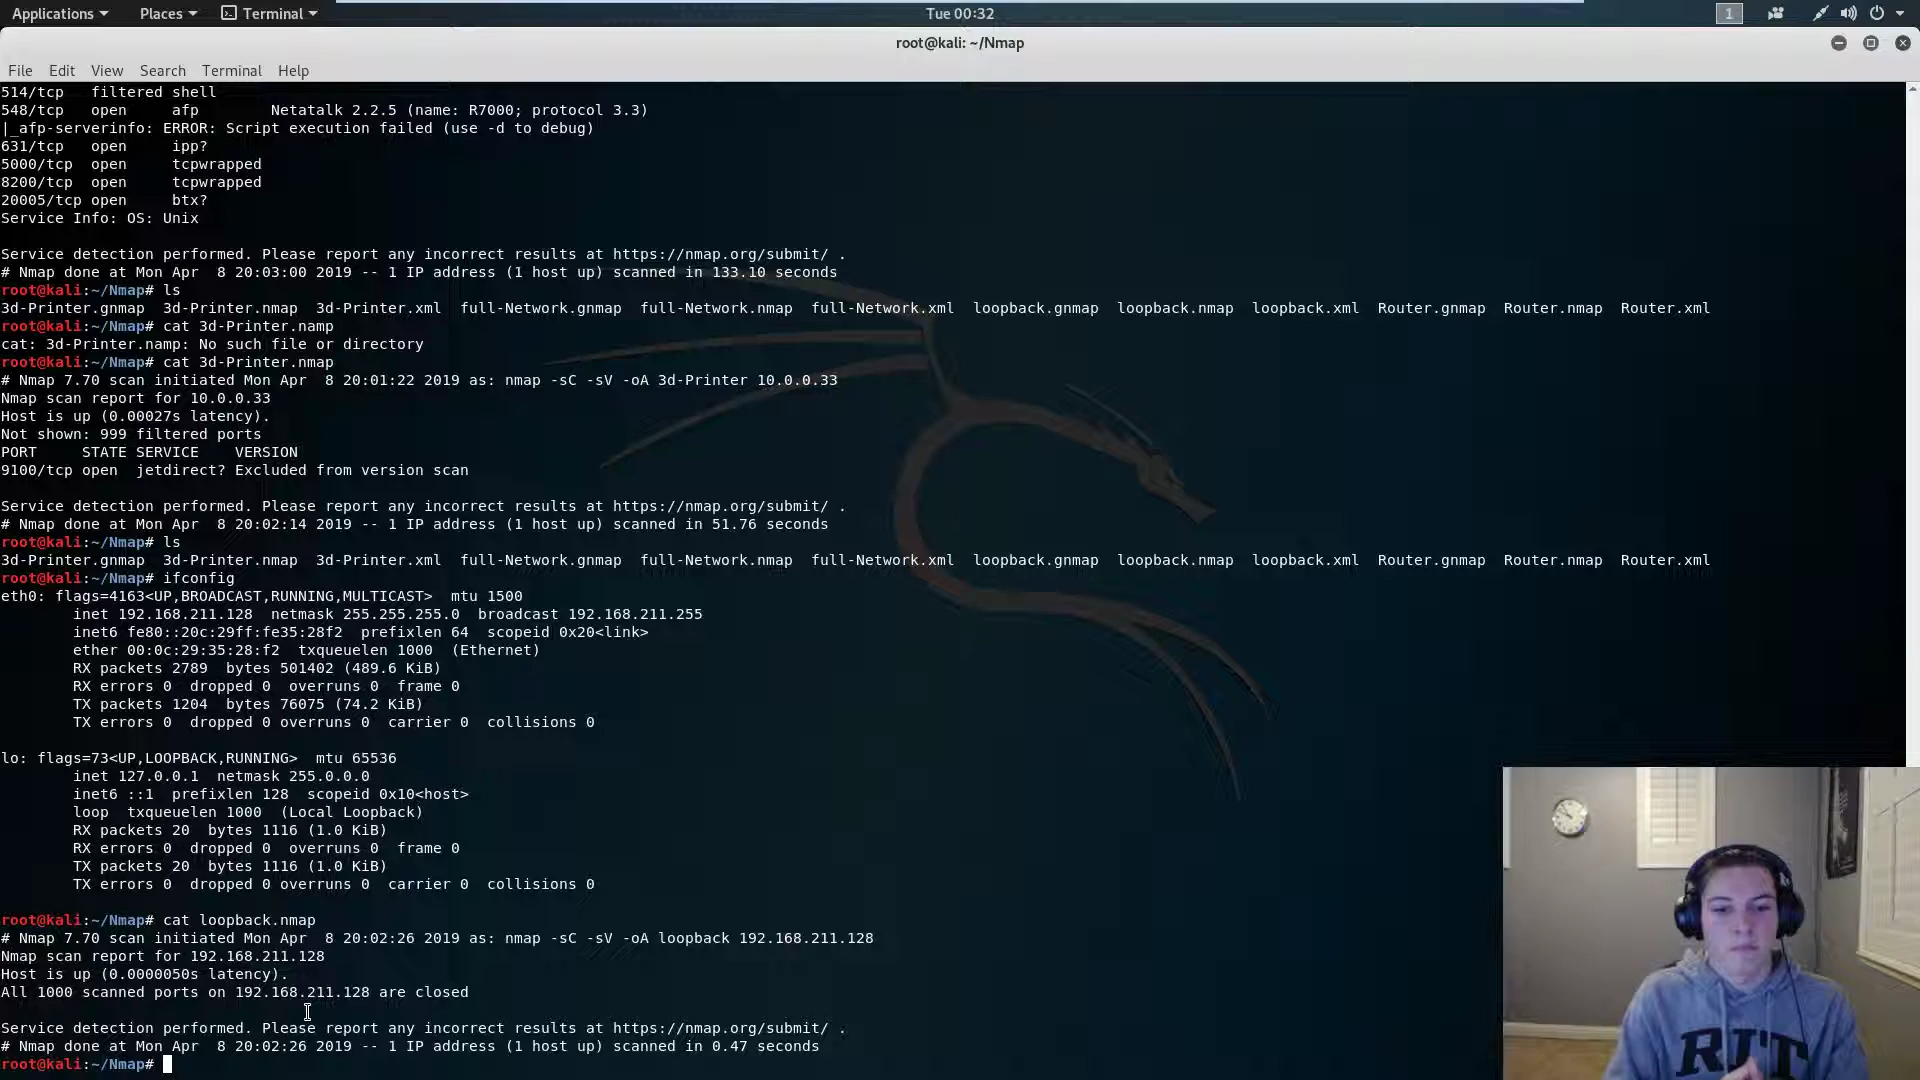 Applications Places Terminal Tue 00:32 1
root@kali: ~/Nmap
File Edit View Search Terminal Help
514/tcp   filtered shell
548/tcp   open     afp        Netatalk 2.2.5 (name: R7000; protocol 3.3)
|_afp-serverinfo: ERROR: Script execution failed (use -d to debug)
631/tcp   open     ipp?
5000/tcp  open     tcpwrapped
8200/tcp  open     tcpwrapped
20005/tcp open     btx?
Service Info: OS: Unix
Service detection performed. Please report any incorrect results at https://nmap.org/submit/ .
# Nmap done at Mon Apr  8 20:03:00 2019 -- 1 IP address (1 host up) scanned in 133.10 seconds
root@kali:~/Nmap# ls
3d-Printer.gnmap  3d-Printer.nmap  3d-Printer.xml  full-Network.gnmap  full-Network.nmap  full-Network.xml  loopback.gnmap  loopback.nmap  loopback.xml  Router.gnmap  Router.nmap  Router.xml
root@kali:~/Nmap# cat 3d-Printer.namp
cat: 3d-Printer.namp: No such file or directory
root@kali:~/Nmap# cat 3d-Printer.nmap
# Nmap 7.70 scan initiated Mon Apr  8 20:01:22 2019 as: nmap -sC -sV -oA 3d-Printer 10.0.0.33
Nmap scan report for 10.0.0.33
Host is up (0.00027s latency).
Not shown: 999 filtered ports
PORT     STATE SERVICE    VERSION
9100/tcp open  jetdirect? Excluded from version scan
Service detection performed. Please report any incorrect results at https://nmap.org/submit/ .
# Nmap done at Mon Apr  8 20:02:14 2019 -- 1 IP address (1 host up) scanned in 51.76 seconds
root@kali:~/Nmap# ls
3d-Printer.gnmap  3d-Printer.nmap  3d-Printer.xml  full-Network.gnmap  full-Network.nmap  full-Network.xml  loopback.gnmap  loopback.nmap  loopback.xml  Router.gnmap  Router.nmap  Router.xml
root@kali:~/Nmap# ifconfig
eth0: flags=4163<UP,BROADCAST,RUNNING,MULTICAST>  mtu 1500
        inet 192.168.211.128  netmask 255.255.255.0  broadcast 192.168.211.255
        inet6 fe80::20c:29ff:fe35:28f2  prefixlen 64  scopeid 0x20<link>
        ether 00:0c:29:35:28:f2  txqueuelen 1000  (Ethernet)
        RX packets 2789  bytes 501402 (489.6 KiB)
        RX errors 0  dropped 0  overruns 0  frame 0
        TX packets 1204  bytes 76075 (74.2 KiB)
        TX errors 0  dropped 0 overruns 0  carrier 0  collisions 0
lo: flags=73<UP,LOOPBACK,RUNNING>  mtu 65536
        inet 127.0.0.1  netmask 255.0.0.0
        inet6 ::1  prefixlen 128  scopeid 0x10<host>
        loop  txqueuelen 1000  (Local Loopback)
        RX packets 20  bytes 1116 (1.0 KiB)
        RX errors 0  dropped 0  overruns 0  frame 0
        TX packets 20  bytes 1116 (1.0 KiB)
        TX errors 0  dropped 0 overruns 0  carrier 0  collisions 0
root@kali:~/Nmap# cat loopback.nmap
# Nmap 7.70 scan initiated Mon Apr  8 20:02:26 2019 as: nmap -sC -sV -oA loopback 192.168.211.128
Nmap scan report for 192.168.211.128
Host is up (0.0000050s latency).
All 1000 scanned ports on 192.168.211.128 are closed
Service detection performed. Please report any incorrect results at https://nmap.org/submit/ .
# Nmap done at Mon Apr  8 20:02:26 2019 -- 1 IP address (1 host up) scanned in 0.47 seconds
root@kali:~/Nmap#
RIT